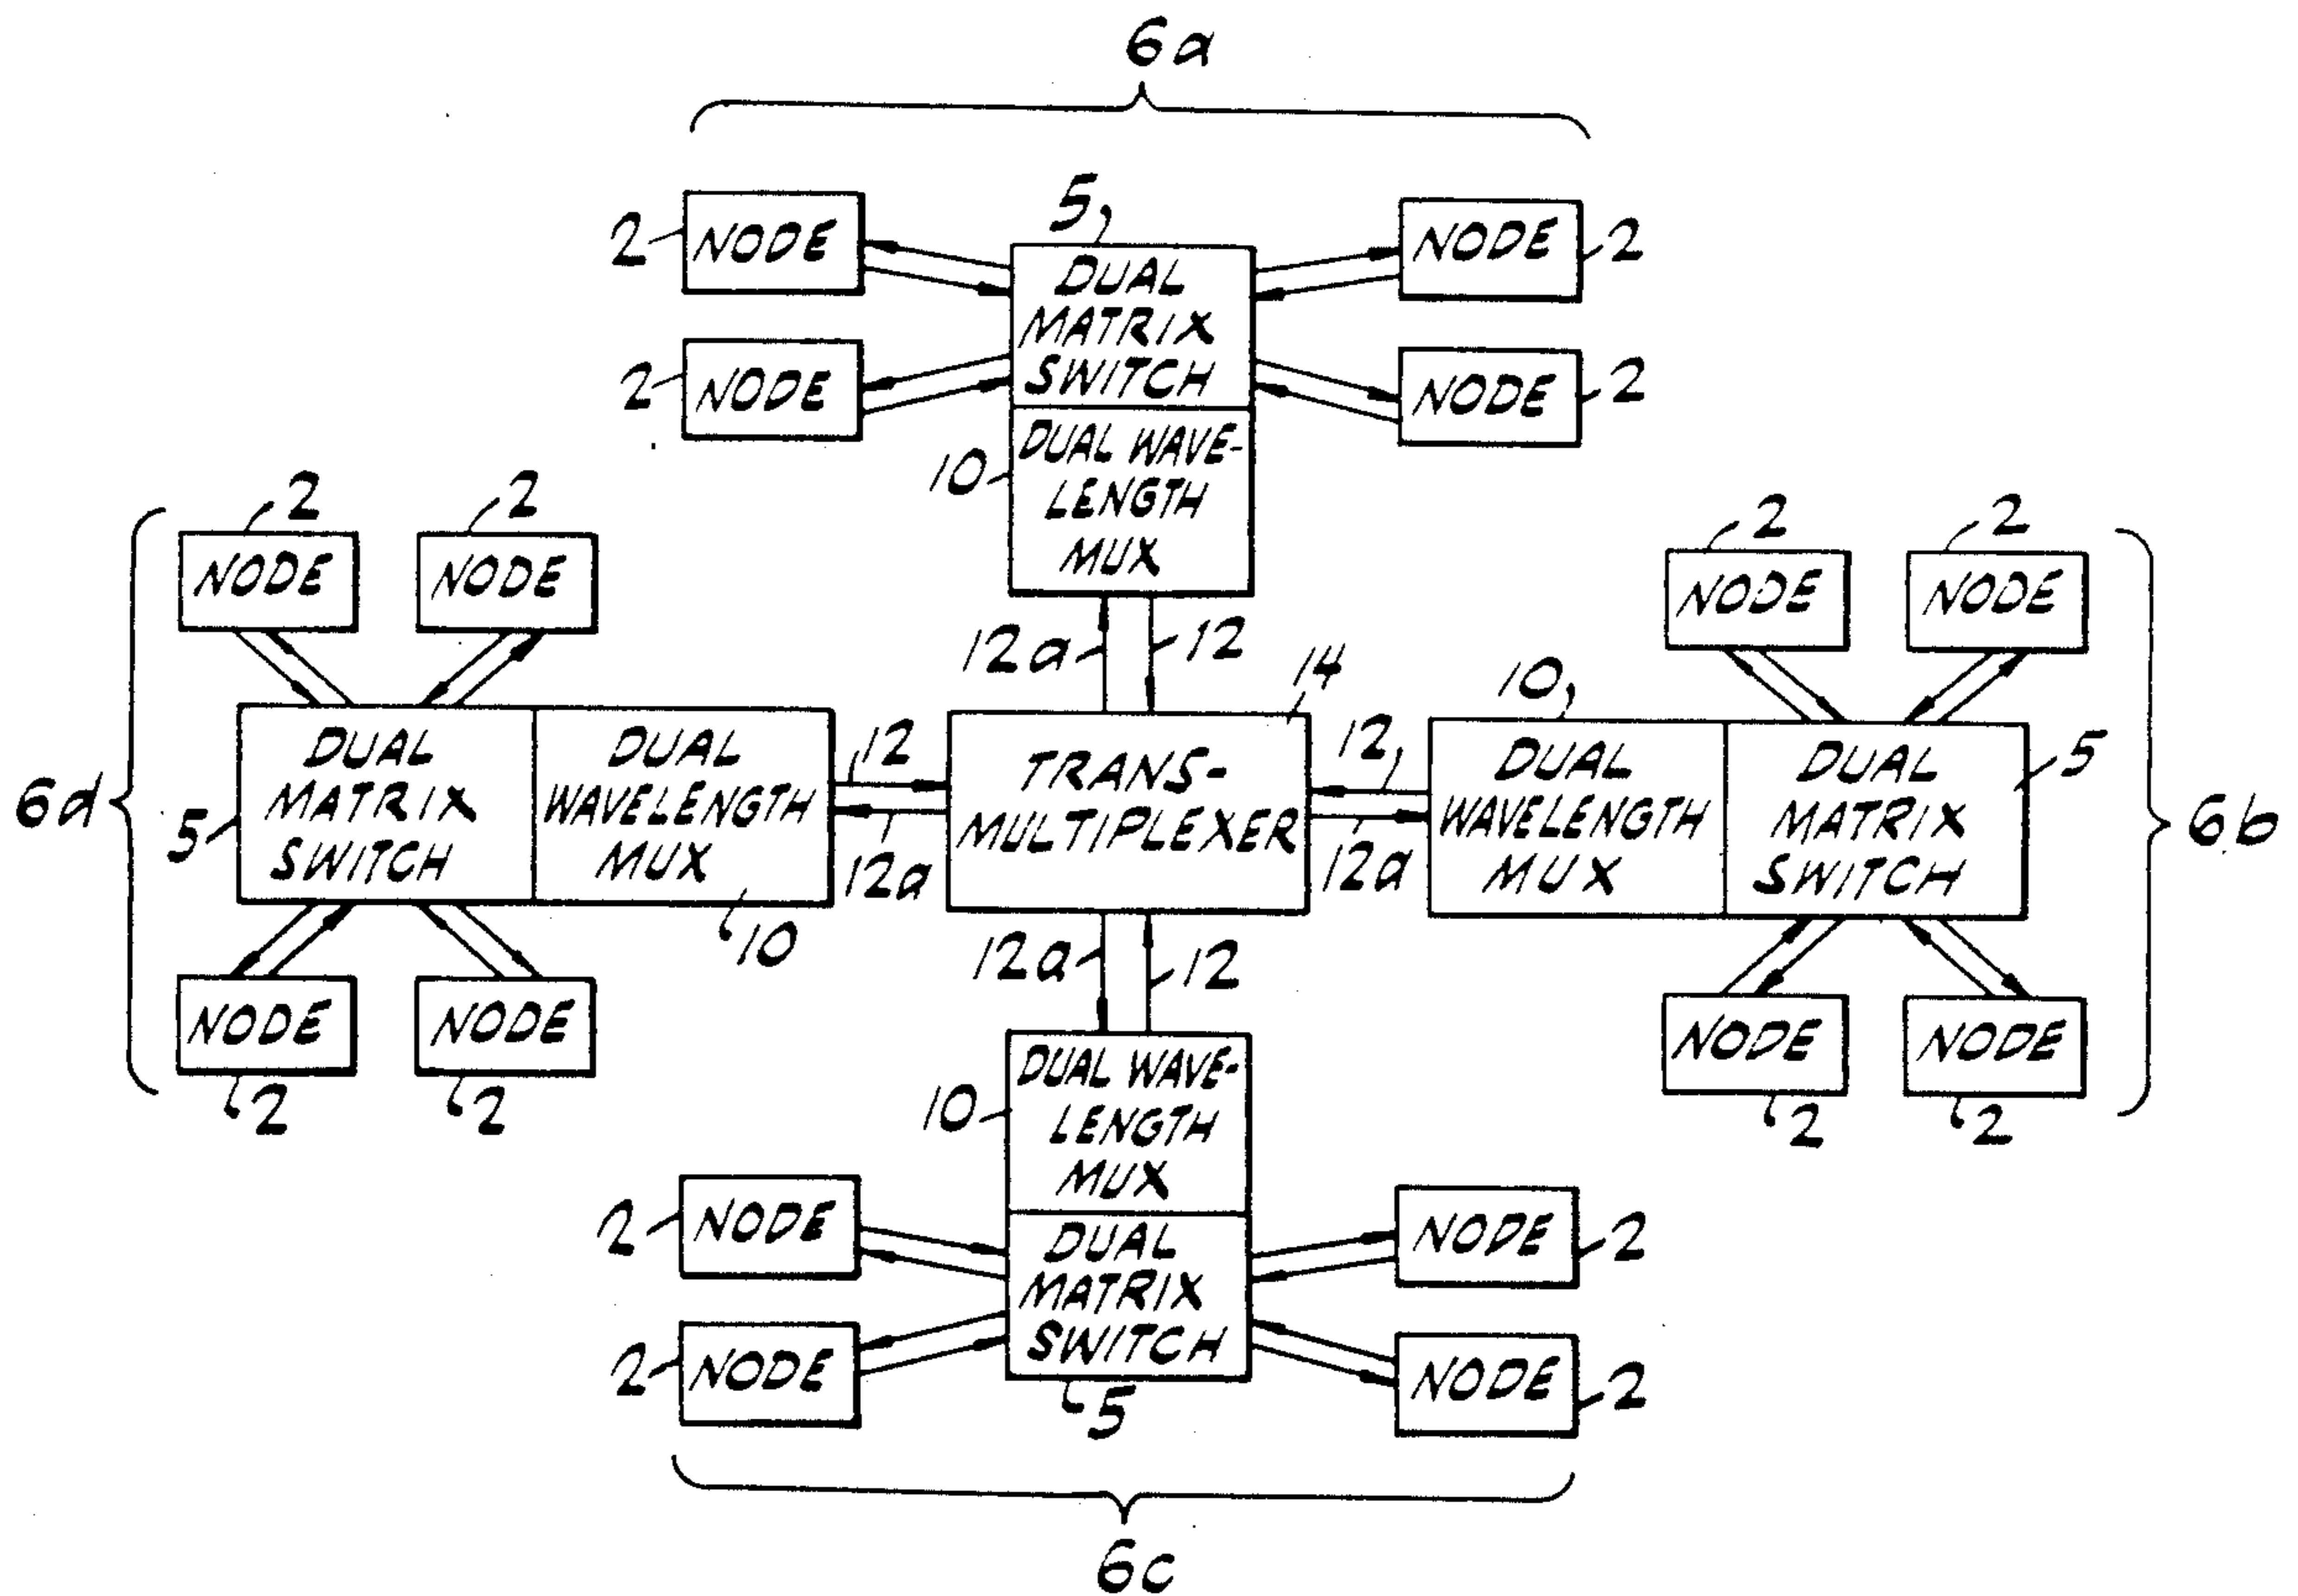 6a
5
2 NODE
NODE 2
DUAL
MATRIX
SWITCH
2 NODE
NODE 2
10
DUAL WAVE-
LENGTH
MUX
2 2
NODE NODE
2 2
NODE NODE
12a 12
14
10
6d
5
DUAL
MATRIX
SWITCH
DUAL
WAVELENGTH
MUX
10
12
12a
TRANS-
MULTIPLEXER
12
12a
DUAL
WAVELENGTH
MUX
DUAL
MATRIX
SWITCH
5
6b
12a 12
NODE NODE
2 2
NODE NODE
2 2
10
DUAL WAVE-
LENGTH
MUX
2 NODE
NODE 2
DUAL
MATRIX
SWITCH
2 NODE
NODE 2
5
6c